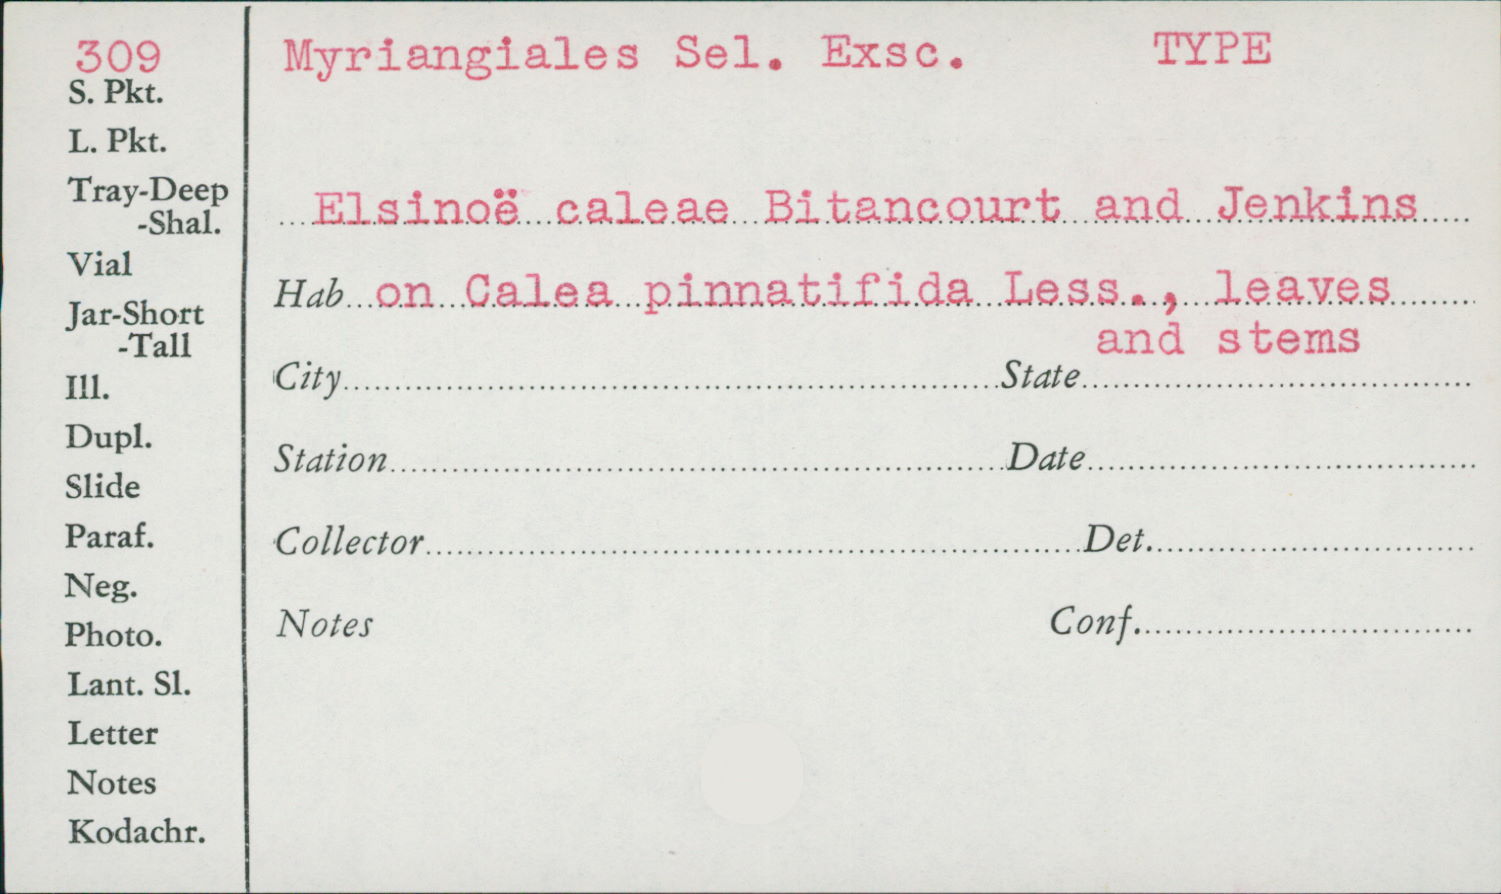 309
S. Pkt.
L. Pkt.
Tray-Deep
-Shal.
Vial
Jar-Short
-Tall
Ill.
Dupl.
Slide
Paraf.
Neg.
Photo.
Lant. Sl.
Letter
Notes
Kodachr.
Myriangiales Sel. Exsc. TYPE
Elsinoë caleae Bitancourt and Jenkins
Hab on Calea pinnatifida Less., leaves
and stems
City State
Station Date
Collector Det.
Notes Conf.